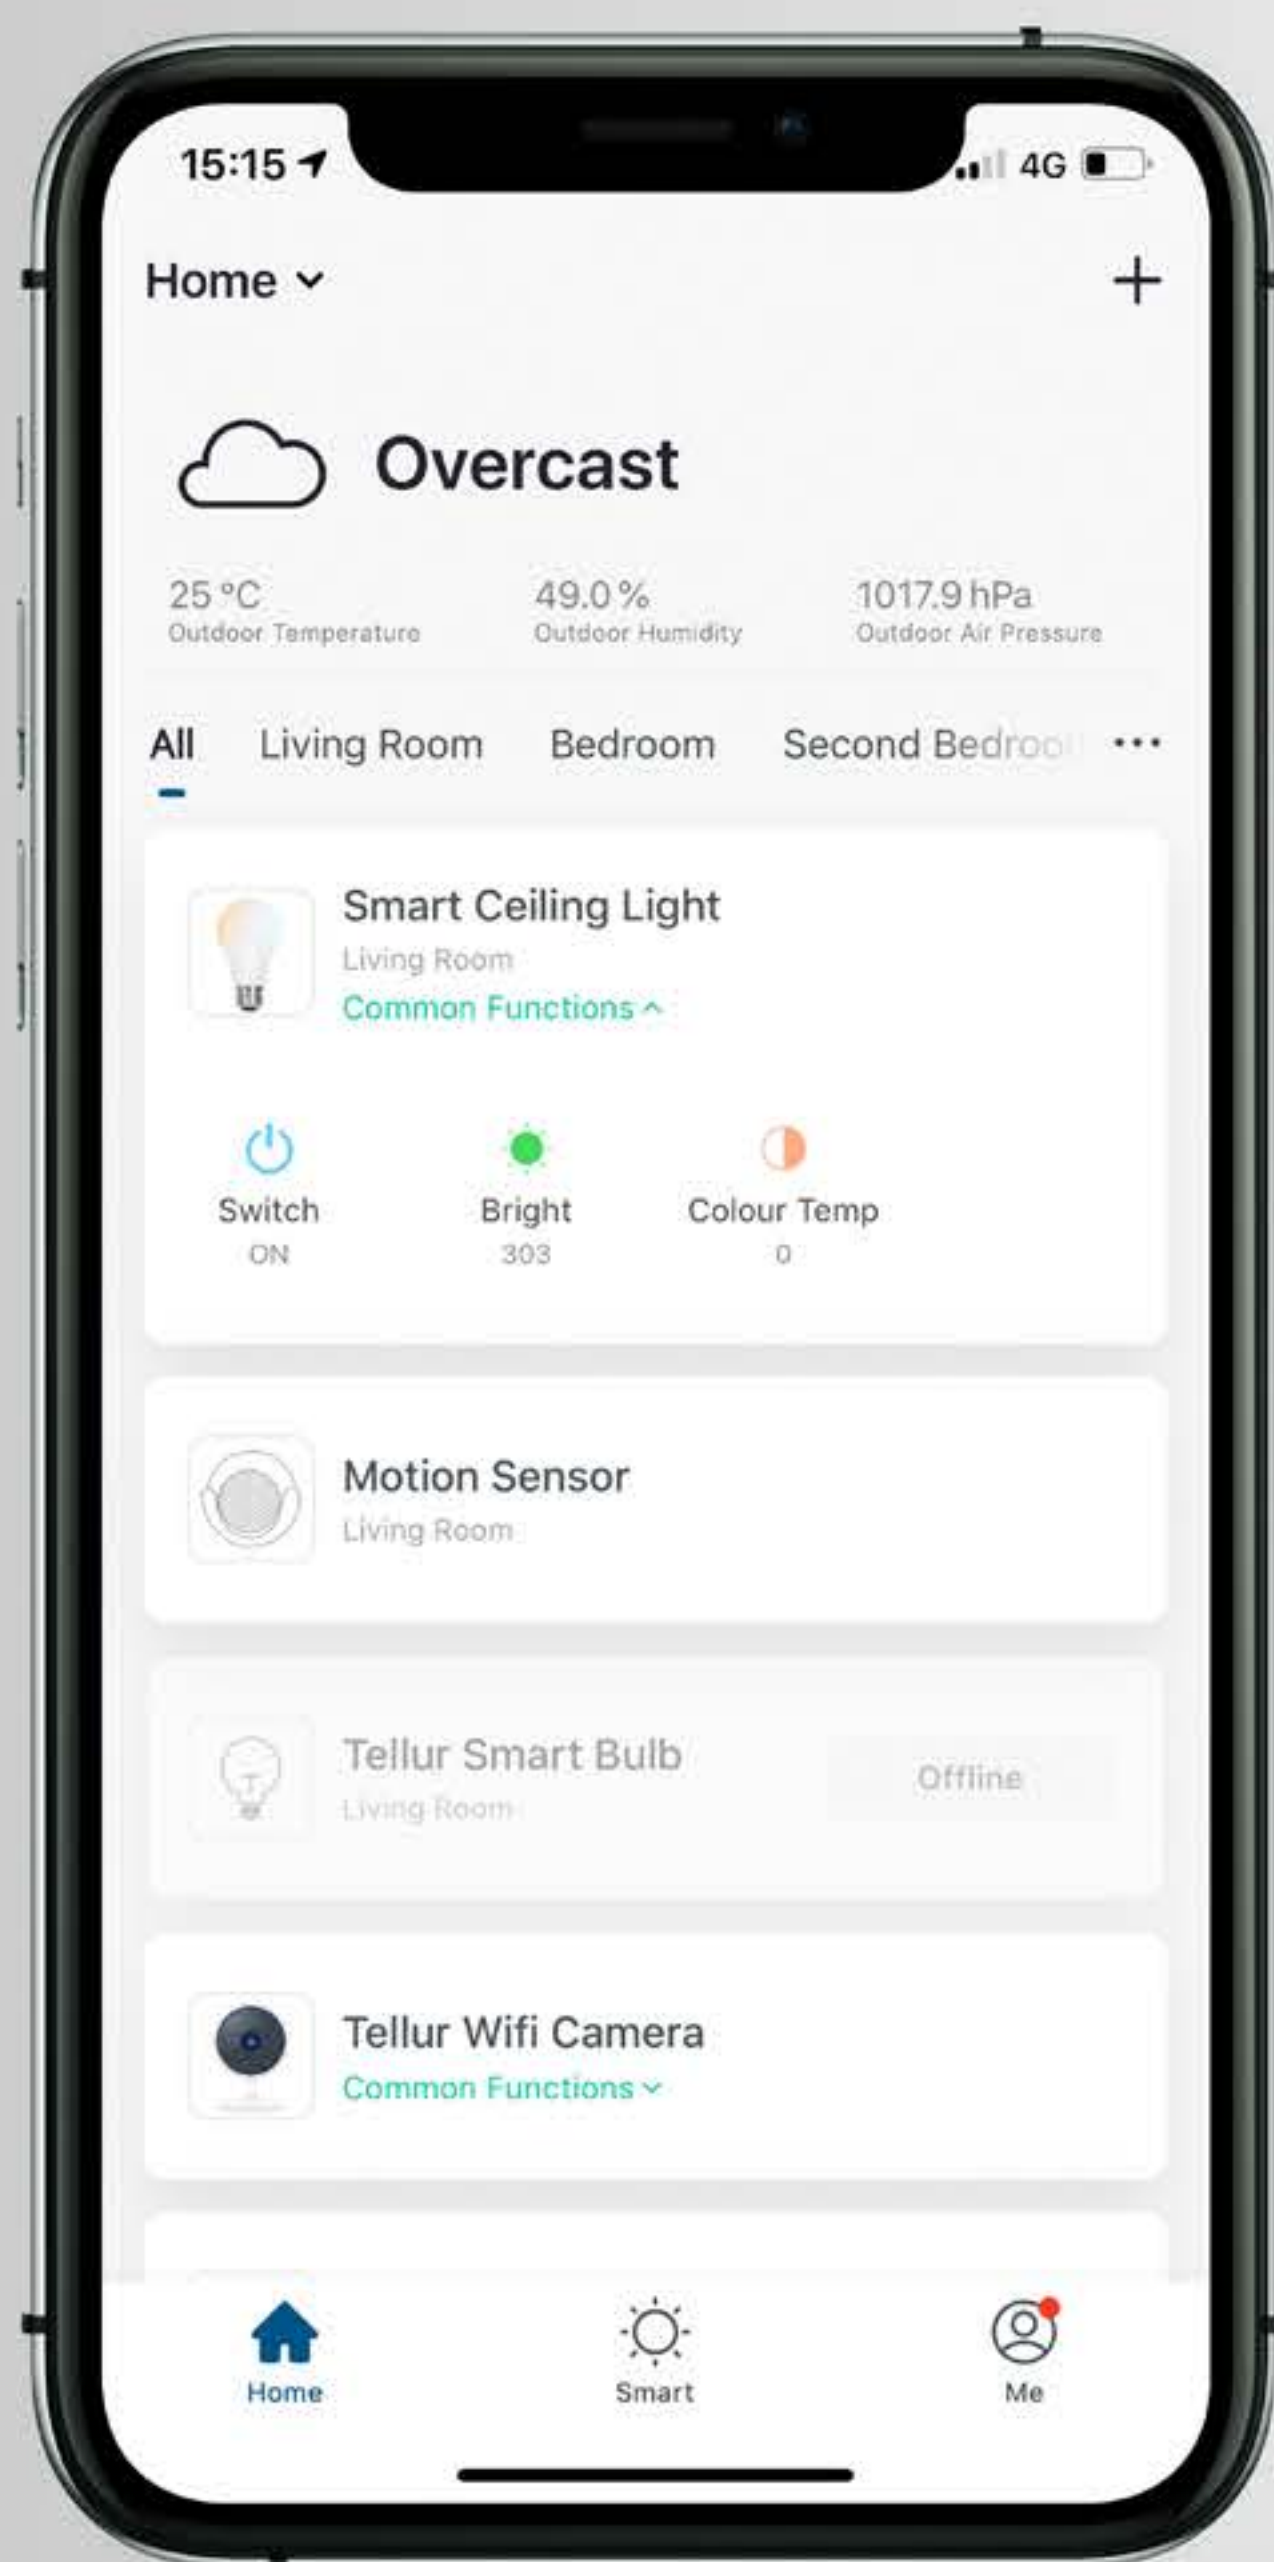 15:15
4G
Home
Overcast
25 °C 49.0 % 1017.9 hPa
Outdoor Temperature Outdoor Humidity Outdoor Air Pressure
All Living Room Bedroom Second
Smart Ceiling Light
Living Room
Common Functions
Switch Bright Colour Temp
ON 303 0
Motion Sensor
Living Room
Tellur Smart Bulb
Living Room
Offline
Tellur Wifi Camera
Common Functions
Home Smart Me